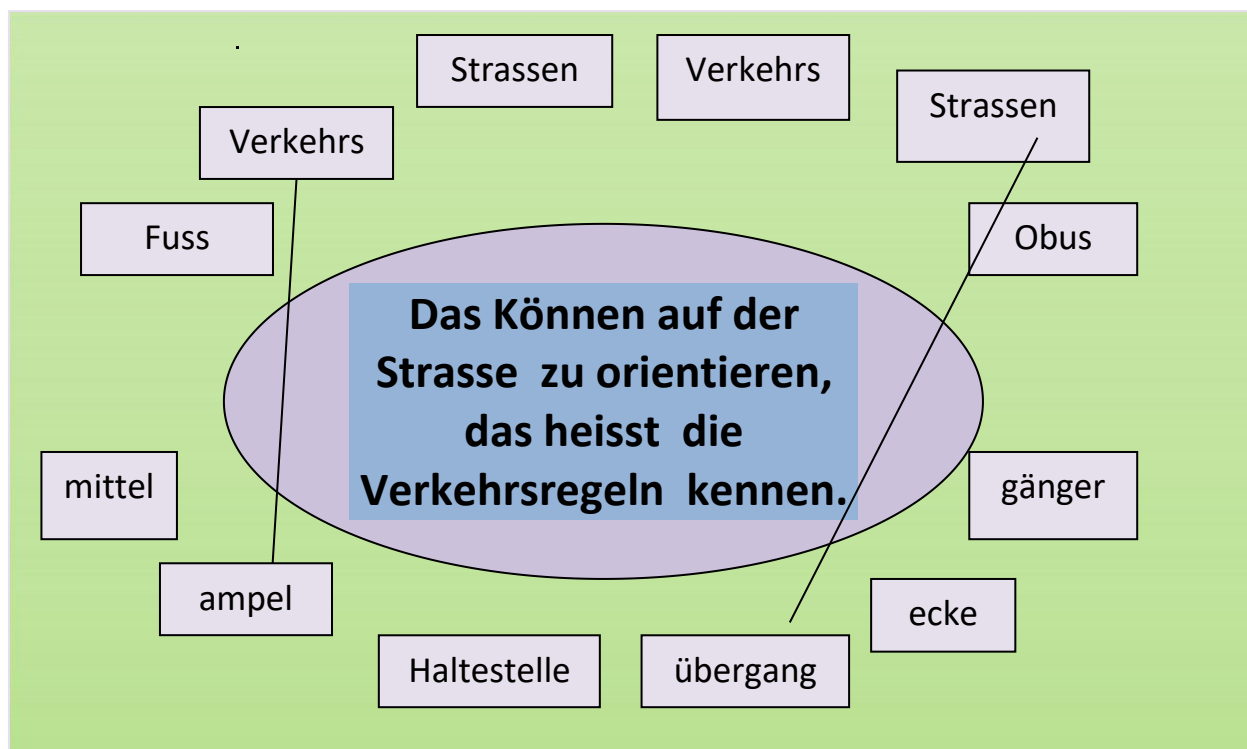 Strassen
Verkehrs
Strassen
Verkehrs
Fuss
Obus
Das Können auf der
Strasse zu orientieren,
das heisst die
Verkehrsregeln kennen.
mittel
gänger
ampel
ecke
Haltestelle
übergang